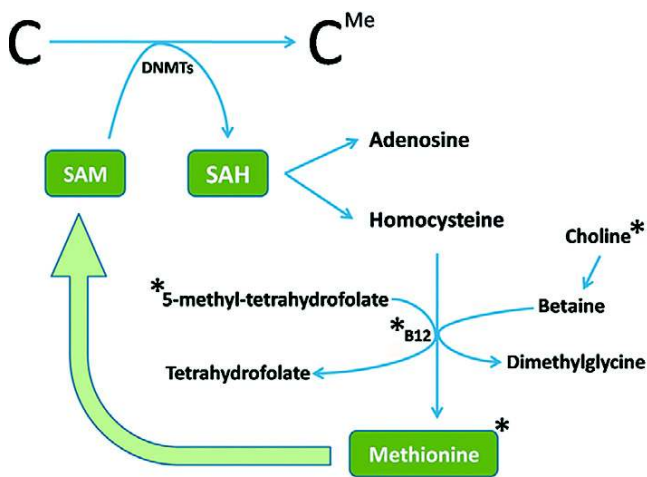 C
C^Me
DNMTs
SAM
SAH
Adenosine
Homocysteine
Choline*
*5-methyl-tetrahydrofolate
Betaine
*B12
Tetrahydrofolate
Dimethylglycine
Methionine*